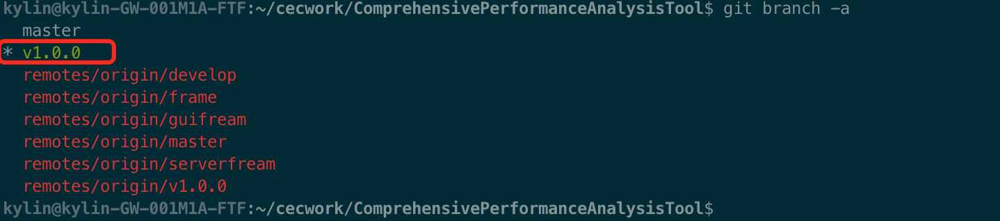 kylin@kylin-GW-001M1A-FTF:~/cecwork/ComprehensivePerformanceAnalysisTool$ git branch -a
master
* v1.0.0
remotes/origin/develop
remotes/origin/frame
remotes/origin/guifream
remotes/origin/master
remotes/origin/serverfream
remotes/origin/v1.0.0
kylin@kylin-GW-001M1A-FTF:~/cecwork/ComprehensivePerformanceAnalysisTool$